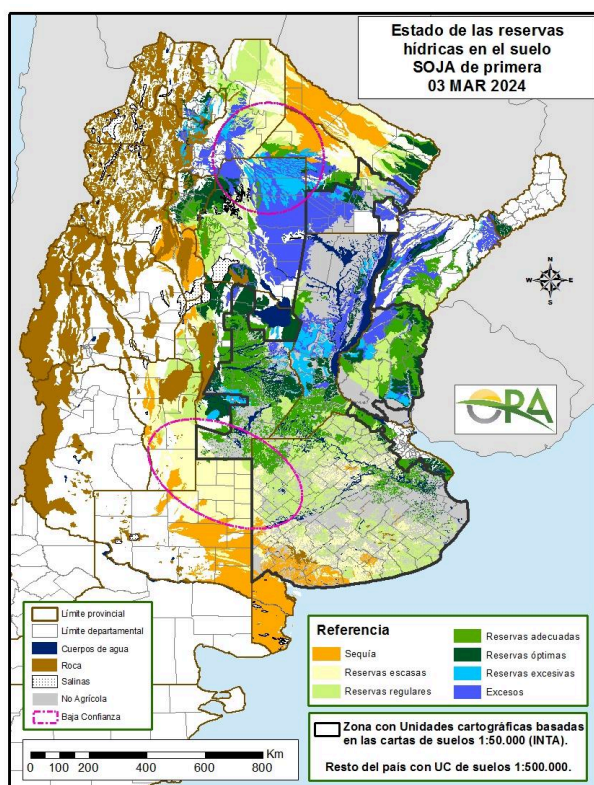 Estado de las reservas
hídricas en el suelo
SOJA de primera
03 MAR 2024
N
W
E
S
ORA
Límite provincial
Límite departamental
Cuerpos de agua
Roca
Salinas
No Agrícola
Baja Confianza
Referencia
Sequía
Reservas escasas
Reservas regulares
Reservas adecuadas
Reservas óptimas
Reservas excesivas
Excesos
Zona con Unidades cartográficas basadas
en las cartas de suelos 1:50.000 (INTA).
Resto del país con UC de suelos 1:500.000.
Km
0 100 200 400 600 800